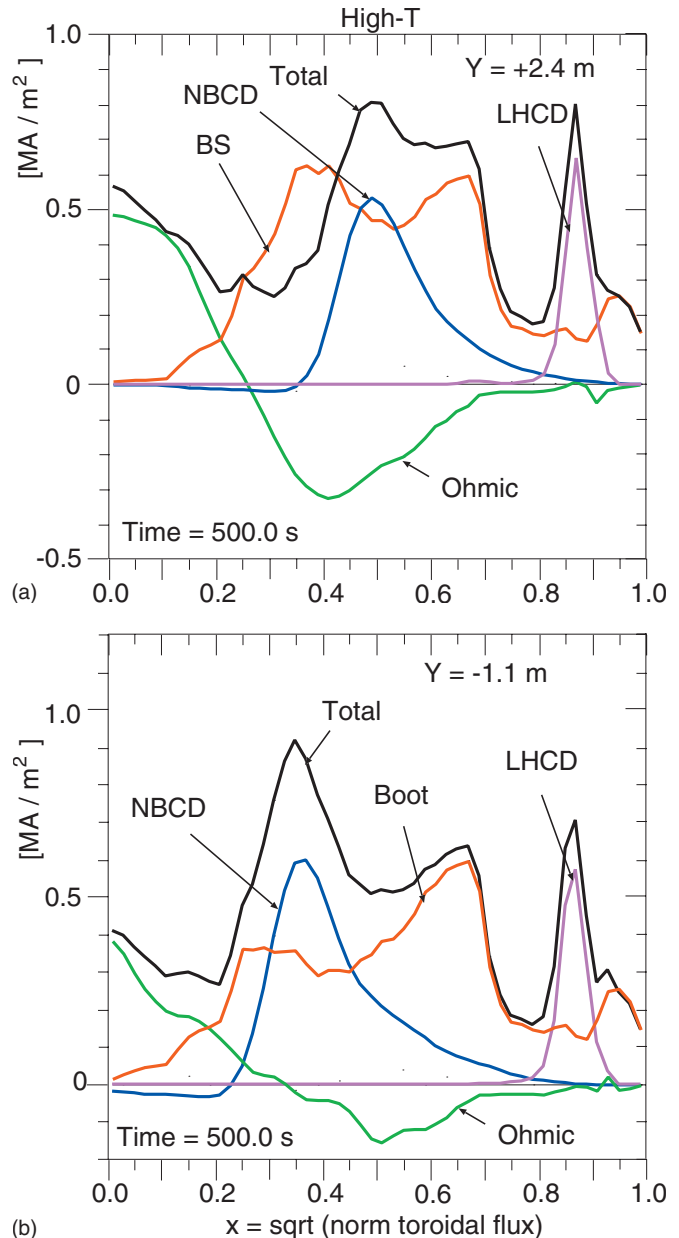 High-T
1.0
Y = +2.4 m
Total
NBCD
LHCD
BS
[MA / m²]
0.5
0
Ohmic
Time = 500.0 s
-0.5
(a)
0.0 0.2 0.4 0.6 0.8 1.0
Y = -1.1 m
1.0
Total
LHCD
NBCD
Boot
[MA / m²]
0.5
0
Time = 500.0 s
Ohmic
0.0 0.2 0.4 0.6 0.8 1.0
(b)
x = sqrt (norm toroidal flux)